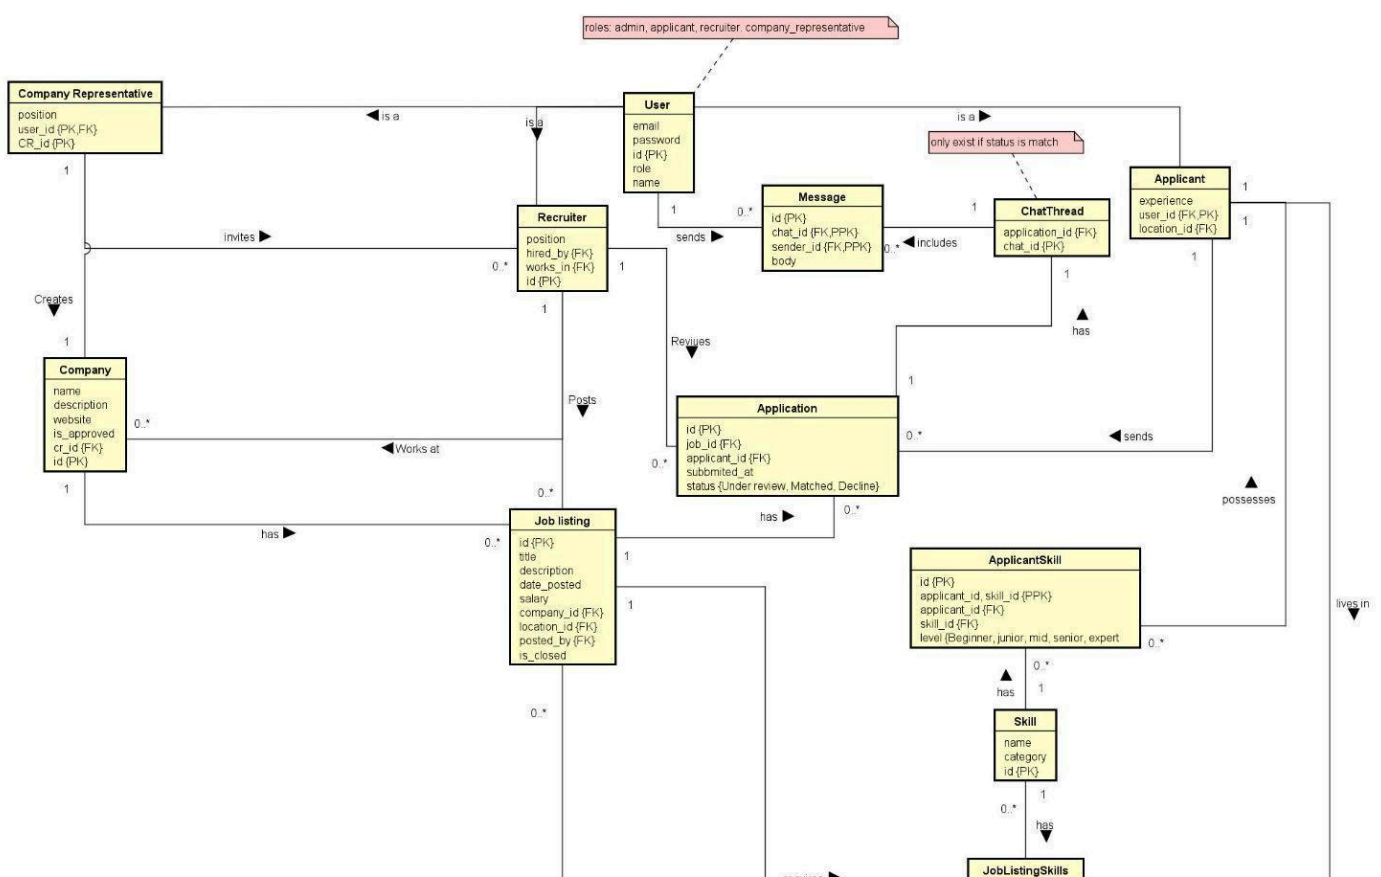 roles: admin, applicant, recruiter. company_representative
Company Representative
position
user_id {PK,FK}
CR_id {PK}
1
is a
is a
User
email
password
id {PK}
role
name
is a
only exist if status is match
Applicant
experience
user_id {FK,PK}
location_id {FK}
1
1
1
Message
id {PK}
chat_id {FK,PPK}
sender_id {FK,PPK}
body
1
0..*
sends
ChatThread
application_id {FK}
chat_id {PK}
1
0..*
includes
1
has
1
Recruiter
position
hired_by {FK}
works_in {FK}
id {PK}
invites
0..*
1
1
Creates
1
Reviues
Company
name
description
website
is_approved
cr_id {FK}
id {PK}
0..*
1
Posts
Works at
Application
id {PK}
job_id {FK}
applicant_id {FK}
subbmited_at
status {Under review, Matched, Decline}
0..*
0..*
sends
0..*
has
has
0..*
0..*
Job listing
id {PK}
title
description
date_posted
salary
company_id {FK}
location_id {FK}
posted_by {FK}
is_closed
1
1
0..*
possesses
ApplicantSkill
id {PK}
applicant_id, skill_id {PPK}
applicant_id {FK}
skill_id {FK}
level {Beginner, junior, mid, senior, expert
0..*
lives in
0..*
has
1
Skill
name
category
id {PK}
1
0..*
has
JobListingSkills